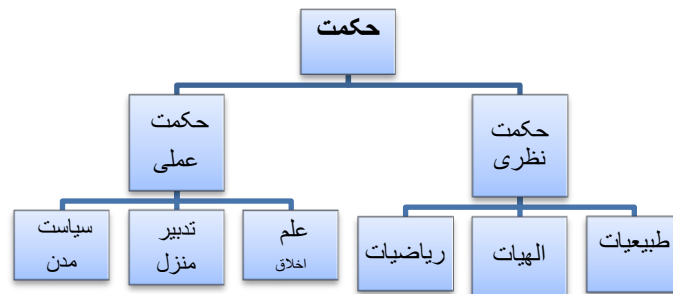 حکمت
حکمت
نظری
حکمت
عملی
طبیعیات
الهیات
ریاضیات
علم
اخلاق
تدبیر
منزل
سیاست
مدن